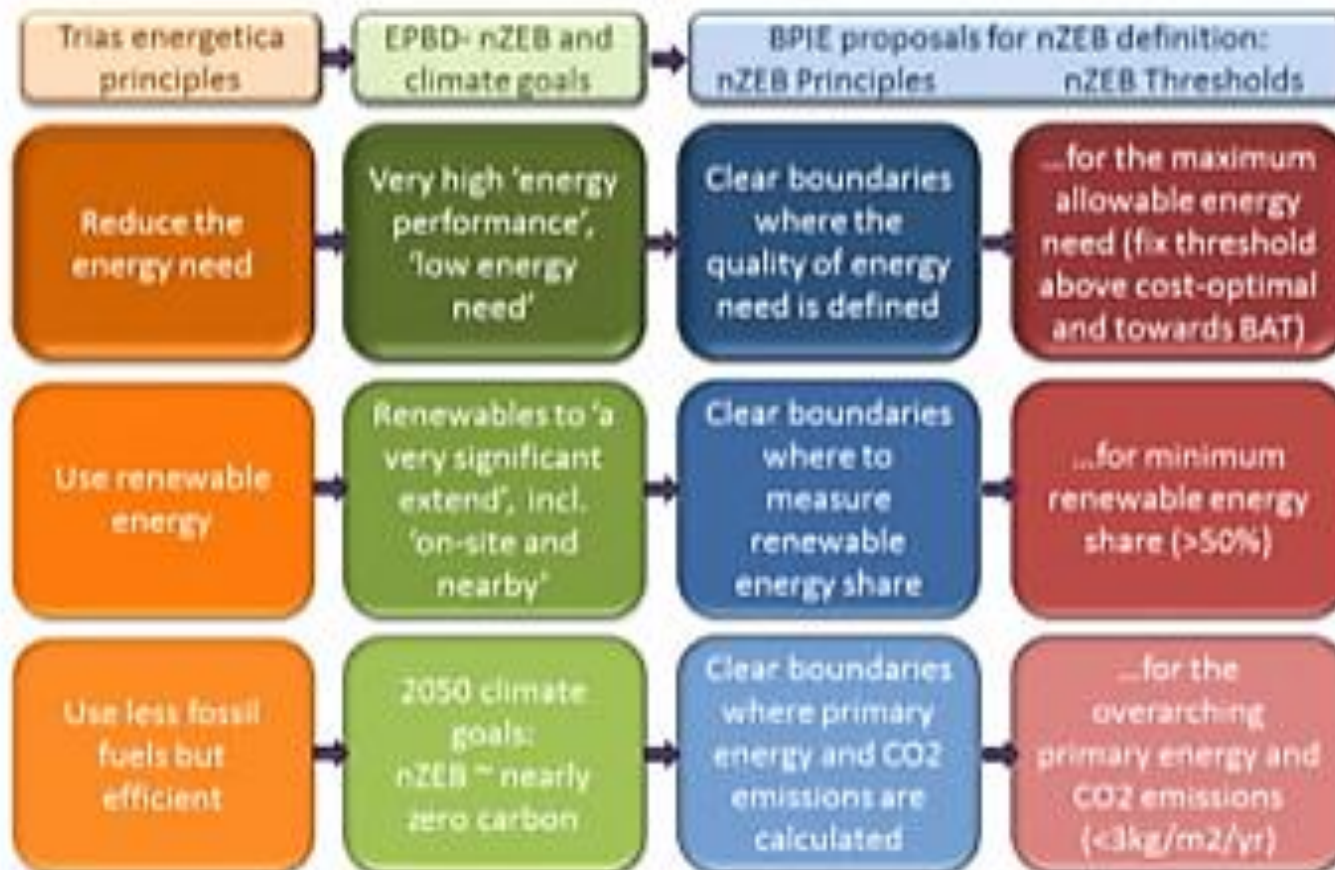 Trias energetica
principles
EPBD- nZEB and
climate goals
BPIE proposals for nZEB definition:
nZEB Principles nZEB Thresholds
Reduce the
energy need
Very high 'energy
performance',
'low energy
need'
Clear boundaries
where the
quality of energy
need is defined
...for the maximum
allowable energy
need (fix threshold
above cost-optimal
and towards BAT)
Use renewable
energy
Renewables to 'a
very significant
extend', incl.
'on-site and
nearby'
Clear boundaries
where to
measure
renewable
energy share
...for minimum
renewable energy
share (>50%)
Use less fossil
fuels but
efficient
2050 climate
goals:
nZEB ~ nearly
zero carbon
Clear boundaries
where primary
energy and CO2
emissions are
calculated
...for the
overarching
primary energy and
CO2 emissions
(<3kg/m2/yr)